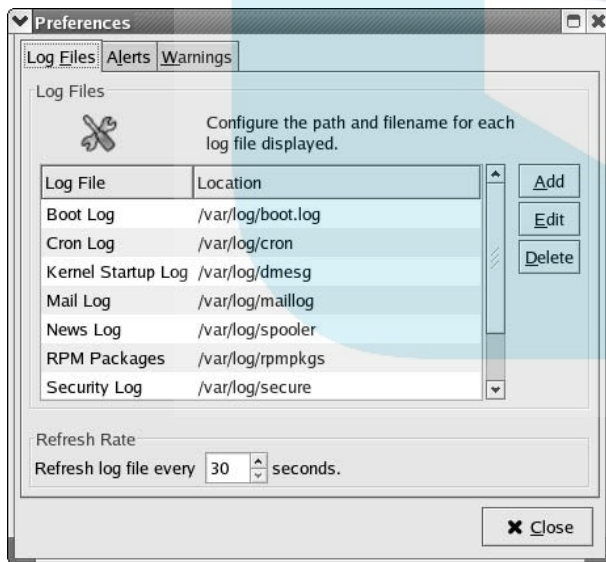 Preferences
Log Files Alerts Warnings
Log Files
Configure the path and filename for each
log file displayed.
Log File Location
Boot Log /var/log/boot.log
Cron Log /var/log/cron
Kernel Startup Log /var/log/dmesg
Mail Log /var/log/maillog
News Log /var/log/spooler
RPM Packages /var/log/rpmpkgs
Security Log /var/log/secure
Add
Edit
Delete
Refresh Rate
Refresh log file every 30 seconds.
Close